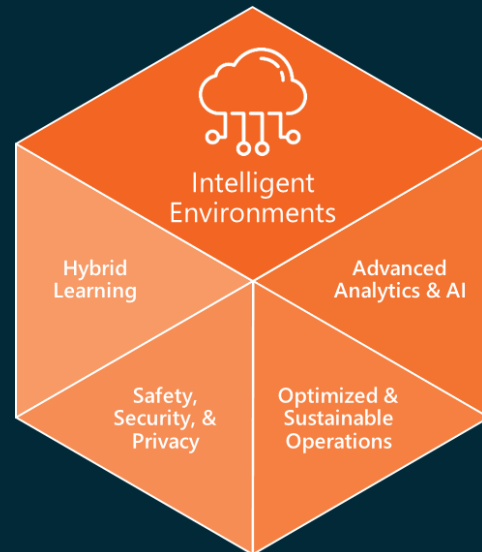 Intelligent
Environments
Hybrid
Learning
Advanced
Analytics & AI
Safety,
Security, &
Privacy
Optimized &
Sustainable
Operations